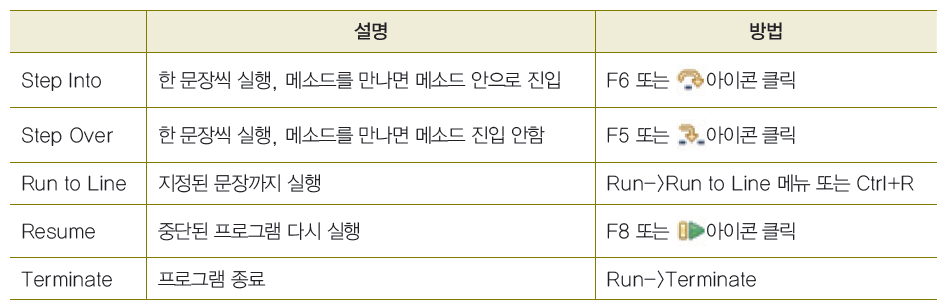 설명 방법
Step Into 한 문장씩 실행, 메소드를 만나면 메소드 안으로 진입 F6 또는 아이콘 클릭
Step Over 한 문장씩 실행, 메소드를 만나면 메소드 진입 안함 F5 또는 아이콘 클릭
Run to Line 지정된 문장까지 실행 Run->Run to Line 메뉴 또는 Ctrl+R
Resume 중단된 프로그램 다시 실행 F8 또는 아이콘 클릭
Terminate 프로그램 종료 Run->Terminate